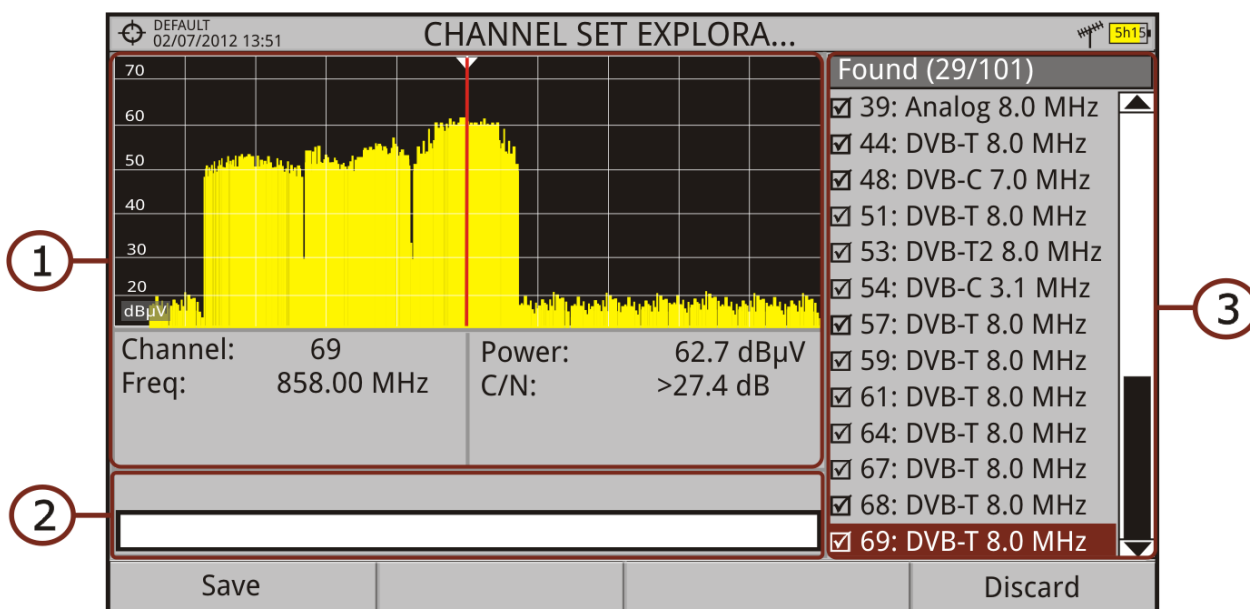 DEFAULT
02/07/2012 13:51
CHANNEL SET EXPLORA...
5h15
70
60
50
40
30
20
dBµV
Channel: 69
Freq: 858.00 MHz
Power: 62.7 dBµV
C/N: >27.4 dB
Found (29/101)
39: Analog 8.0 MHz
44: DVB-T 8.0 MHz
48: DVB-C 7.0 MHz
51: DVB-T 8.0 MHz
53: DVB-T2 8.0 MHz
54: DVB-C 3.1 MHz
57: DVB-T 8.0 MHz
59: DVB-T 8.0 MHz
61: DVB-T 8.0 MHz
64: DVB-T 8.0 MHz
67: DVB-T 8.0 MHz
68: DVB-T 8.0 MHz
69: DVB-T 8.0 MHz
Save
Discard
1
2
3